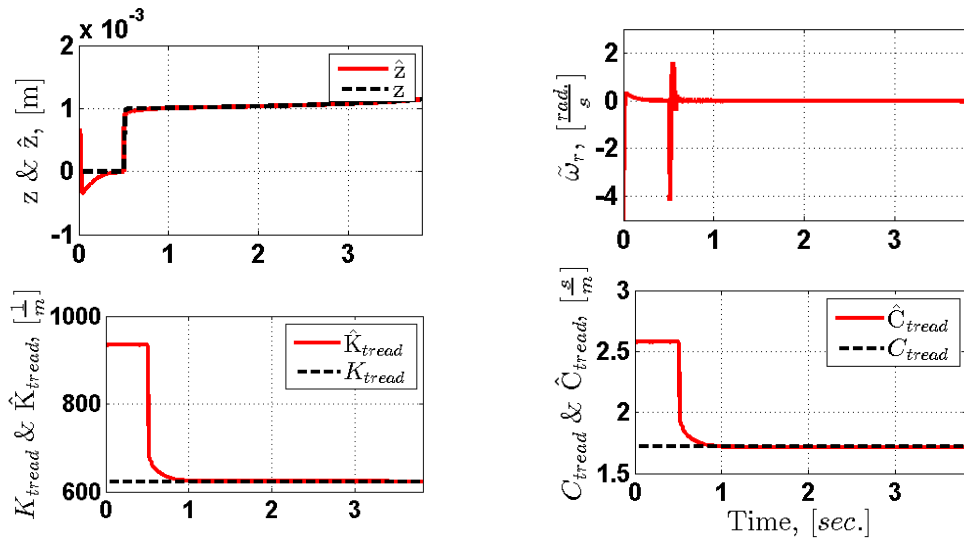 x 10^-3
2
1
0
-1
0 1 2 3
z & ẑ, [m]
ẑ
z
2
0
-2
-4
0 1 2 3
ω̃_r, [rad./s]
1000
800
600
0 1 2 3
K_tread & K̂_tread, [1/m]
K̂_tread
K_tread
3
2.5
2
1.5
0 1 2 3
C_tread & Ĉ_tread, [s/m]
Ĉ_tread
C_tread
Time, [sec.]